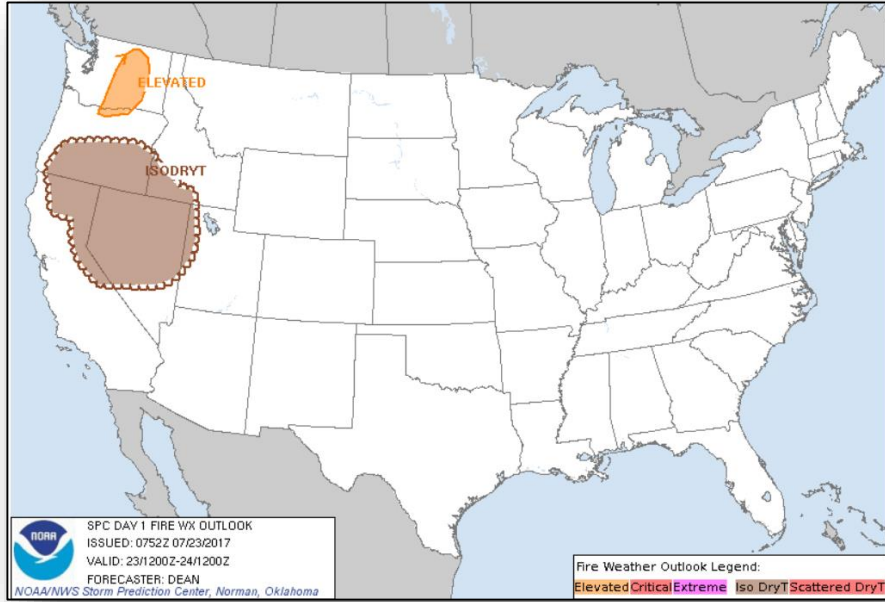 ELEVATED
ISODRYT
NOAA
SPC DAY 1 FIRE WX OUTLOOK
ISSUED: 0752Z 07/23/2017
VALID: 23/1200Z-24/1200Z
FORECASTER: DEAN
NOAA/NWS Storm Prediction Center, Norman, Oklahoma
Fire Weather Outlook Legend:
Elevated Critical Extreme Iso DryT Scattered DryT